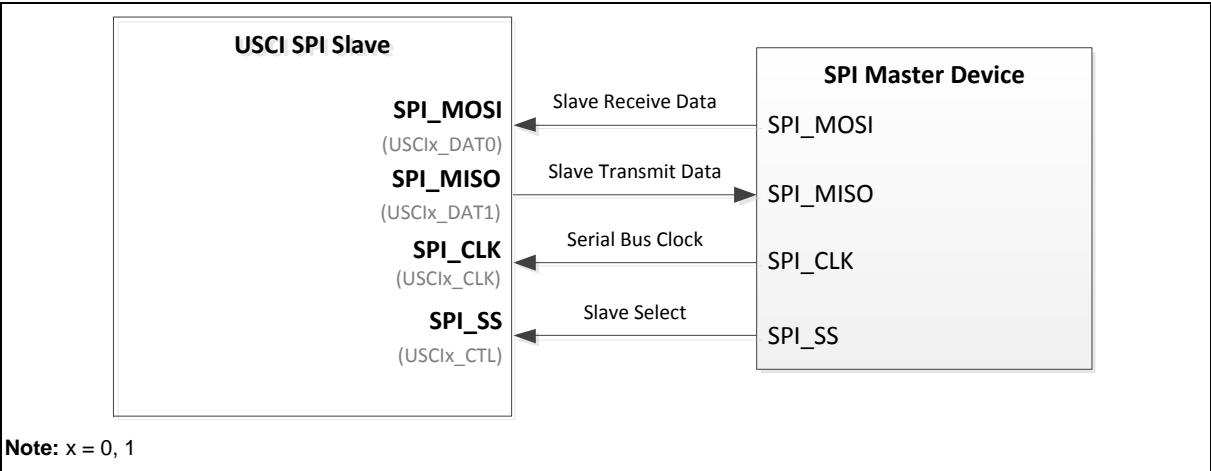 USCI SPI Slave
SPI_MOSI
(USCIx_DAT0)
SPI_MISO
(USCIx_DAT1)
SPI_CLK
(USCIx_CLK)
SPI_SS
(USCIx_CTL)
Slave Receive Data
Slave Transmit Data
Serial Bus Clock
Slave Select
SPI Master Device
SPI_MOSI
SPI_MISO
SPI_CLK
SPI_SS
Note: x = 0, 1